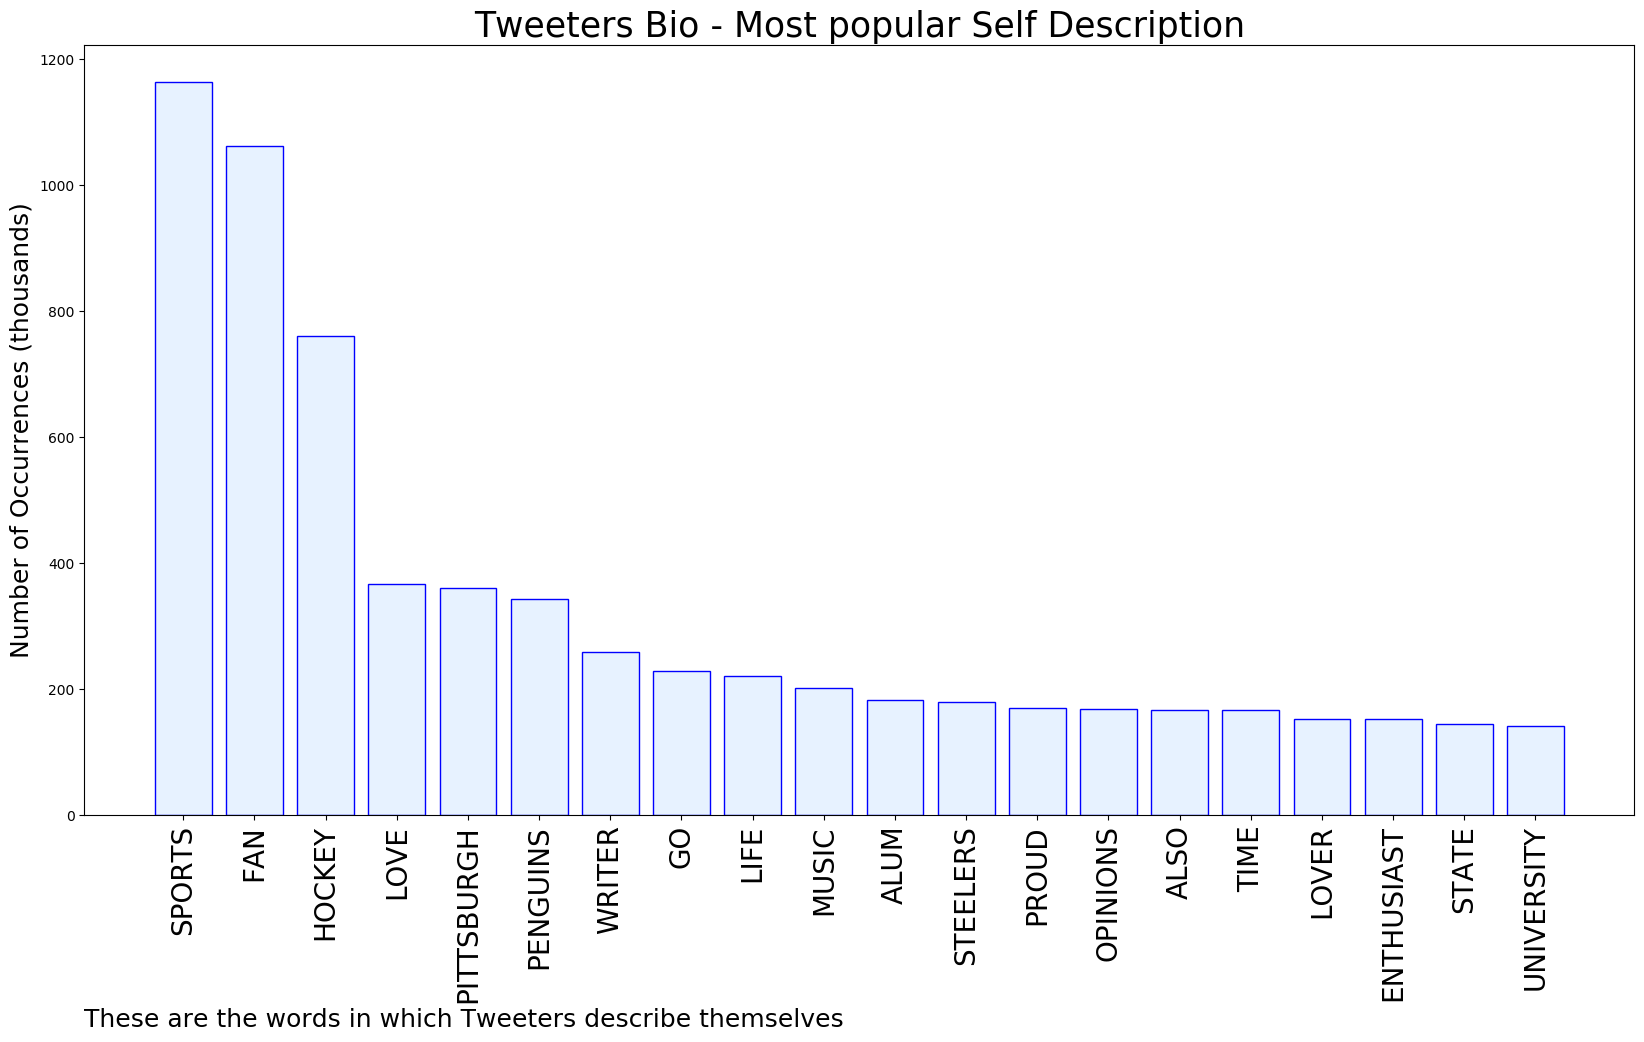 Tweeters Bio - Most popular Self Description
Number of Occurrences (thousands)
1200
1000
800
600
400
200
0
SPORTS
FAN
HOCKEY
LOVE
PITTSBURGH
PENGUINS
WRITER
GO
LIFE
MUSIC
ALUM
STEELERS
PROUD
OPINIONS
ALSO
TIME
LOVER
ENTHUSIAST
STATE
UNIVERSITY
These are the words in which Tweeters describe themselves